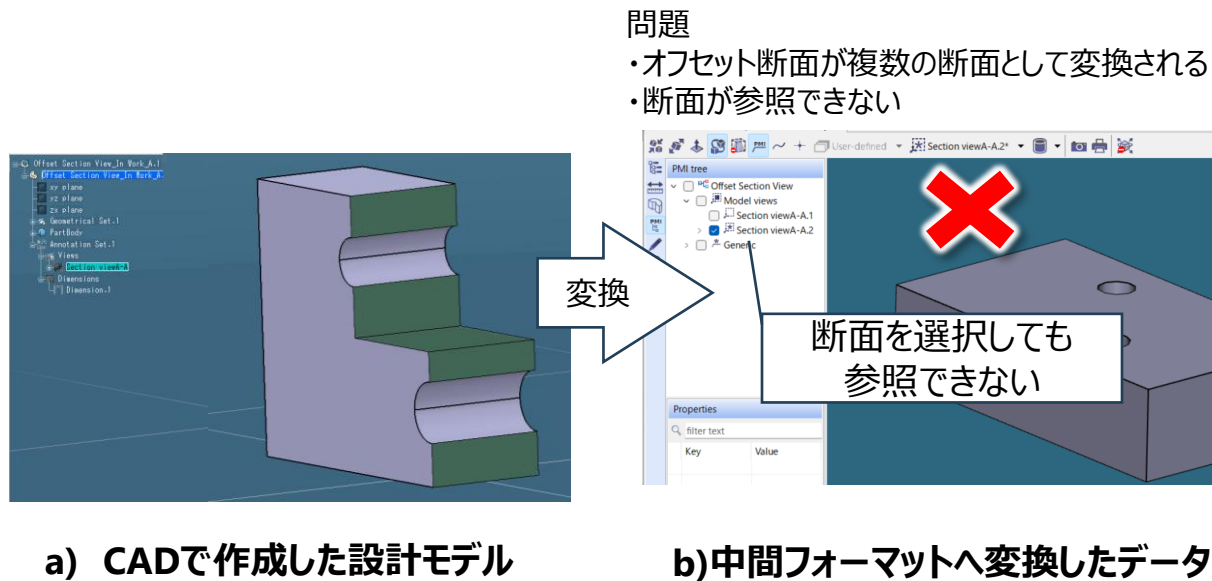 問題
・オフセット断面が複数の断面として変換される
・断面が参照できない
Offset Section View_In Work_A.1
Offset Section View_In Work_A.
xy plane
yz plane
zx plane
Geometrical Set.1
PartBody
Annotation Set.1
Views
Section viewA-A
Dimensions
Dimension.1
変換
PMI
User-defined
Section viewA-A.2*
PMI tree
Offset Section View
Model views
Section viewA-A.1
Section viewA-A.2
Generic
PMI
断面を選択しても
参照できない
Properties
filter text
Key Value
a) CADで作成した設計モデル
b)中間フォーマットへ変換したデータ